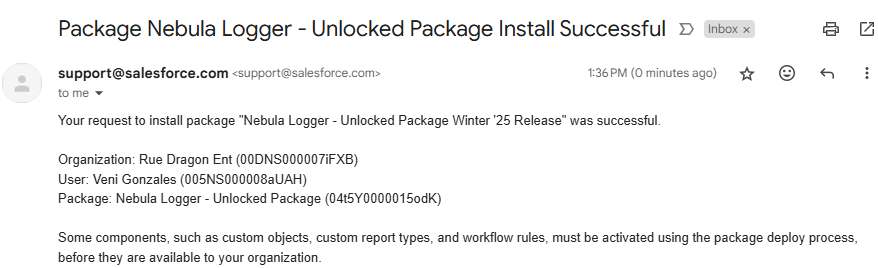 Package Nebula Logger - Unlocked Package Install Successful Inbox ×
support@salesforce.com <support@salesforce.com> 1:36 PM (0 minutes ago)
to me
Your request to install package "Nebula Logger - Unlocked Package Winter '25 Release" was successful.
Organization: Rue Dragon Ent (00DNS000007iFXB)
User: Veni Gonzales (005NS000008aUAH)
Package: Nebula Logger - Unlocked Package (04t5Y0000015odK)
Some components, such as custom objects, custom report types, and workflow rules, must be activated using the package deploy process,
before they are available to your organization.